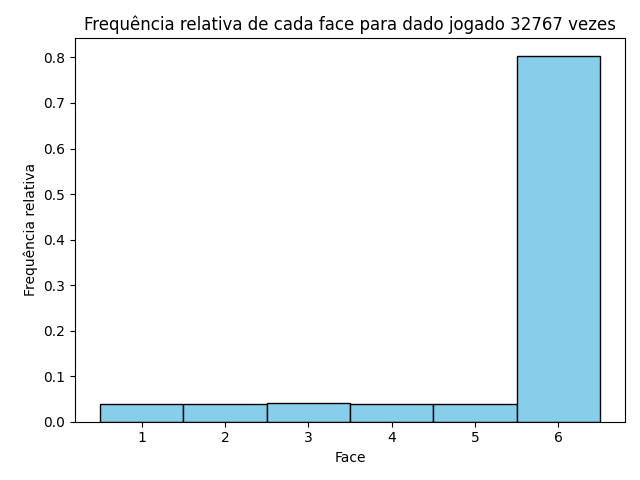 Frequência relativa de cada face para dado jogado 32767 vezes
0.8
0.7
0.6
0.5
0.4
0.3
0.2
0.1
0.0
Frequência relativa
1 2 3 4 5 6
Face